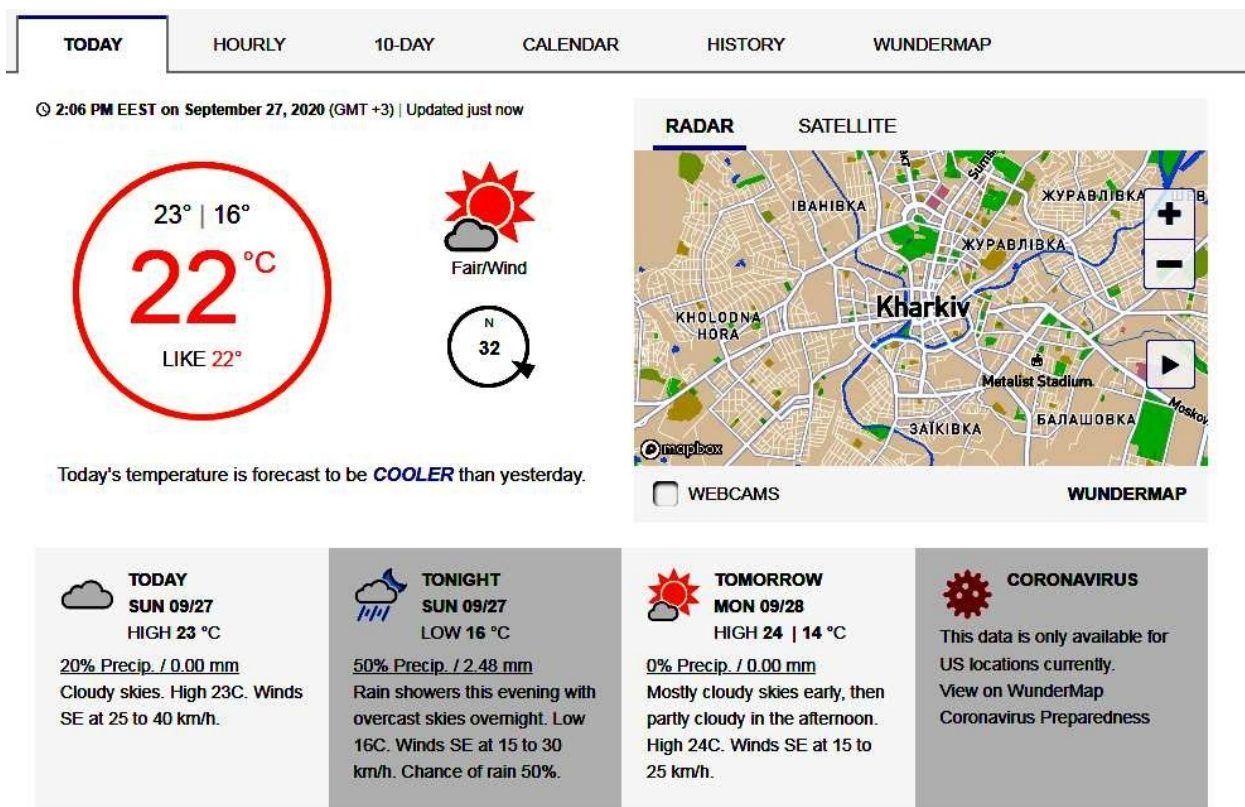 TODAY HOURLY 10-DAY CALENDAR HISTORY WUNDERMAP
2:06 PM EEST on September 27, 2020 (GMT +3) | Updated just now
23° | 16°
22 °C
LIKE 22°
Fair/Wind
N
32
Today's temperature is forecast to be COOLER than yesterday.
RADAR SATELLITE
Sumska
ЖУРАВЛІВКА
ІВАНІВКА
ЖУРАВЛІВКА
+
−
Kharkiv
KHOLODNA
HORA
Metalist Stadium
Moskov
БАЛАШОВКА
ЗАЇКІВКА
mapbox
WEBCAMS WUNDERMAP
TODAY
SUN 09/27
HIGH 23 °C
20% Precip. / 0.00 mm
Cloudy skies. High 23C. Winds
SE at 25 to 40 km/h.
TONIGHT
SUN 09/27
LOW 16 °C
50% Precip. / 2.48 mm
Rain showers this evening with
overcast skies overnight. Low
16C. Winds SE at 15 to 30
km/h. Chance of rain 50%.
TOMORROW
MON 09/28
HIGH 24 | 14 °C
0% Precip. / 0.00 mm
Mostly cloudy skies early, then
partly cloudy in the afternoon.
High 24C. Winds SE at 15 to
25 km/h.
CORONAVIRUS
This data is only available for
US locations currently.
View on WunderMap
Coronavirus Preparedness